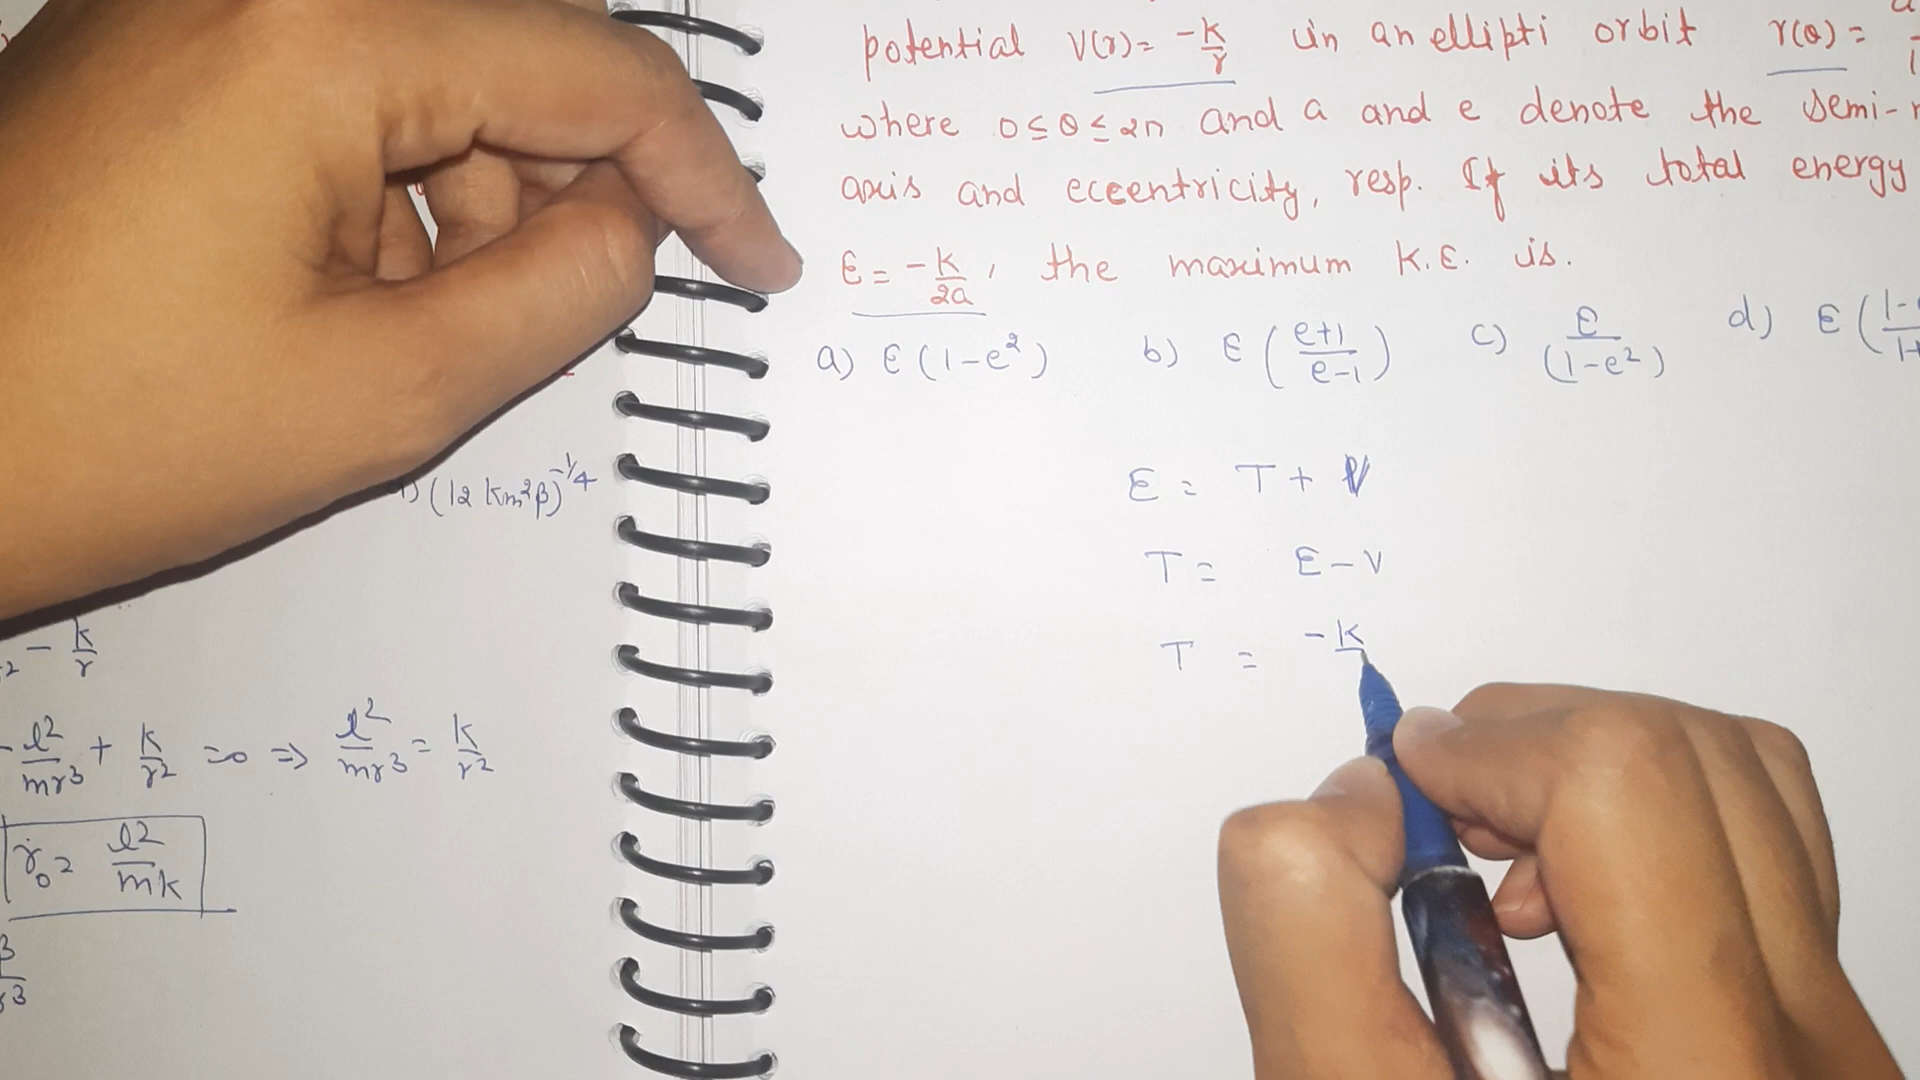 (12 km²β)^-1/4
- k/r
- l²/mr³ + k/r² =0 => l²/mr³ = k/r²
r₀ = l²/mk
potential V(r)= -k/r in an ellipti orbit r(θ) =
where 0≤θ≤2π and a and e denote the semi-
axis and eccentricity, resp. If its total energy
E = -k/2a, the maximum K.E. is.
a) E(1-e²) b) E(e+1/e-1) c) E/(1-e²) d) E(
E = T + V
T = E-V
T = -k